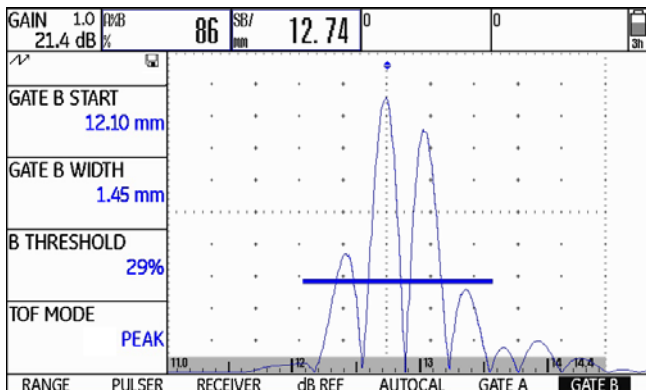 GAIN 1.0 A%B 86 SB/ 12.74 0 0
21.4 dB % mm 3h
GATE B START
12.10 mm
GATE B WIDTH
1.45 mm
B THRESHOLD
29%
TOF MODE
PEAK
11.0 12 13 14 14.4
RANGE PULSER RECEIVER dB REF AUTOCAL GATE A GATE B